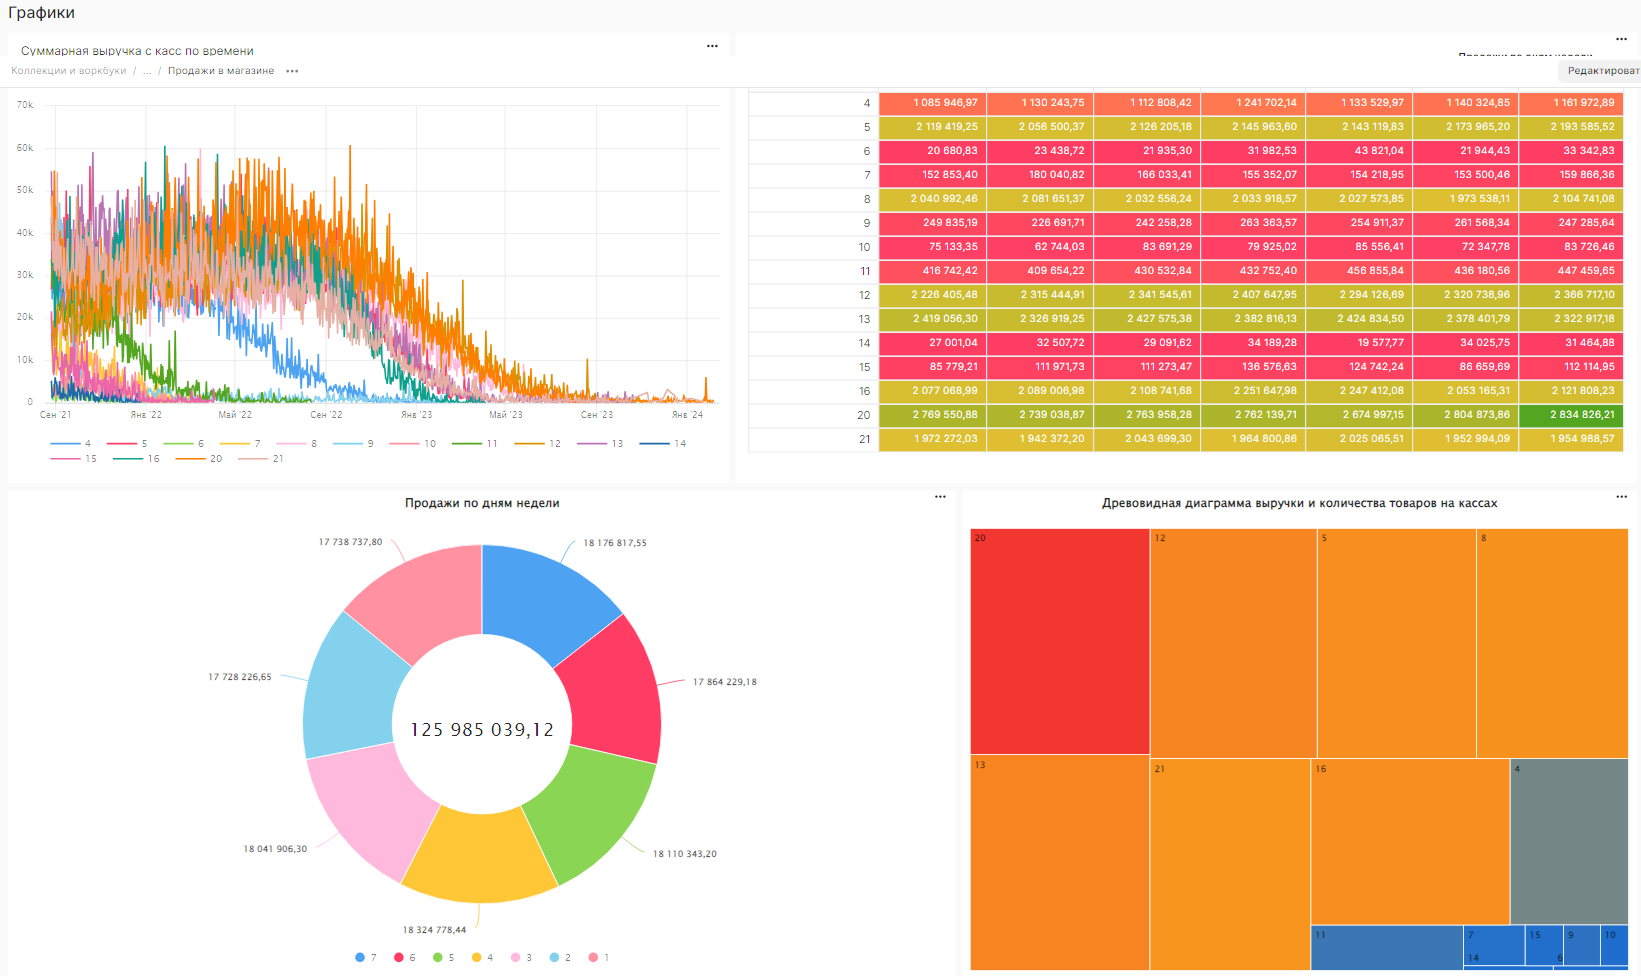 Графики
Суммарная выручка с касс по времени
Коллекции и воркбуки / ... / Продажи в магазине
Редактироват
70k
60k
50k
40k
30k
20k
10k
0
Сен '21 Янв '22 Май '22 Сен '22 Янв '23 Май '23 Сен '23 Янв '24
4 5 6 7 8 9 10 11 12 13 14
15 16 20 21
4 1 085 946,97 1 130 243,75 1 112 808,42 1 241 702,14 1 133 529,97 1 140 324,85 1 161 972,89
5 2 119 419,25 2 056 500,37 2 126 205,18 2 145 963,60 2 143 119,83 2 173 965,20 2 193 585,52
6 20 680,83 23 438,72 21 935,30 31 982,53 43 821,04 21 944,43 33 342,83
7 152 853,40 180 040,82 166 033,41 155 352,07 154 218,95 153 500,46 159 866,36
8 2 040 992,46 2 081 651,37 2 032 556,24 2 033 918,57 2 027 573,85 1 973 538,11 2 104 741,08
9 249 835,19 226 691,71 242 258,28 263 363,57 254 911,37 261 568,34 247 285,64
10 75 133,35 62 744,03 83 691,29 79 925,02 85 556,41 72 347,78 83 726,46
11 416 742,42 409 654,22 430 532,84 432 752,40 456 855,84 436 180,56 447 459,65
12 2 226 405,48 2 315 444,91 2 341 545,61 2 407 647,95 2 294 126,69 2 320 738,96 2 366 717,10
13 2 419 056,30 2 326 919,25 2 427 575,38 2 382 816,13 2 424 834,50 2 378 401,79 2 322 917,18
14 27 001,04 32 507,72 29 091,62 34 189,28 19 577,77 34 025,75 31 464,88
15 85 779,21 111 971,73 111 273,47 136 576,63 124 742,24 86 659,69 112 114,95
16 2 077 068,99 2 089 006,98 2 108 741,68 2 251 647,98 2 247 412,08 2 053 165,31 2 121 808,23
20 2 769 550,88 2 739 038,87 2 763 958,28 2 762 139,71 2 674 997,15 2 804 873,86 2 834 826,21
21 1 972 272,03 1 942 372,20 2 043 699,30 1 964 800,86 2 025 065,51 1 952 994,09 1 954 988,57
Продажи по дням недели
17 738 737,80 18 176 817,55
17 728 226,65 17 864 229,18
125 985 039,12
18 041 906,30 18 110 343,20
18 324 778,44
7 6 5 4 3 2 1
Древовидная диаграмма выручки и количества товаров на кассах
20 12 5 8
13 21 16 4
11 7 15 9 10
14 6